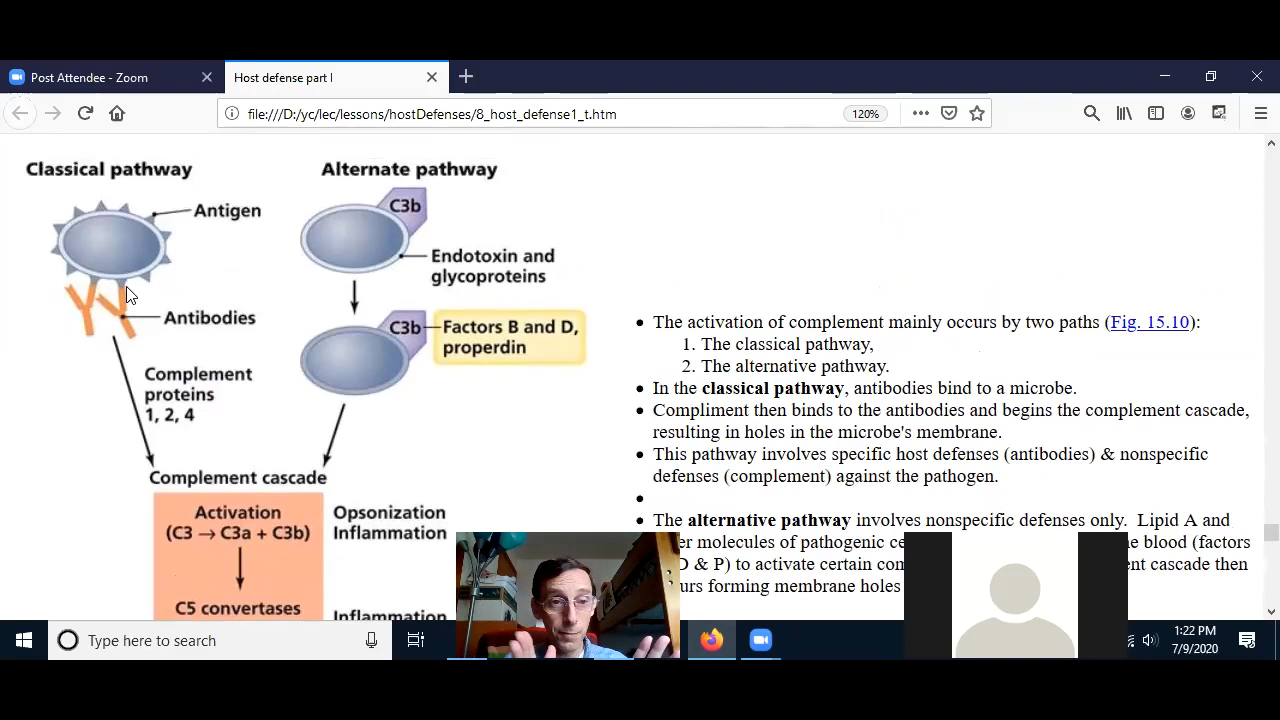 Post Attendee - Zoom
Host defense part I
file:///D:/yc/lec/lessons/hostDefenses/8_host_defense1_t.htm
120%
Classical pathway
Antigen
Antibodies
Complement
proteins
1, 2, 4
Alternate pathway
C3b
Endotoxin and
glycoproteins
C3b
Factors B and D,
properdin
Complement cascade
Activation
(C3 → C3a + C3b)
C5 convertases
Opsonization
Inflammation
Inflammation
• The activation of complement mainly occurs by two paths (Fig. 15.10):
1. The classical pathway,
2. The alternative pathway.
• In the classical pathway, antibodies bind to a microbe.
• Compliment then binds to the antibodies and begins the complement cascade,
resulting in holes in the microbe's membrane.
• This pathway involves specific host defenses (antibodies) & nonspecific
defenses (complement) against the pathogen.
•
• The alternative pathway involves nonspecific defenses only. Lipid A and
molecules of pathogenic blood (factors
D & P) to activate certain cascade then
forming membrane holes
Type here to search
1:22 PM
7/9/2020